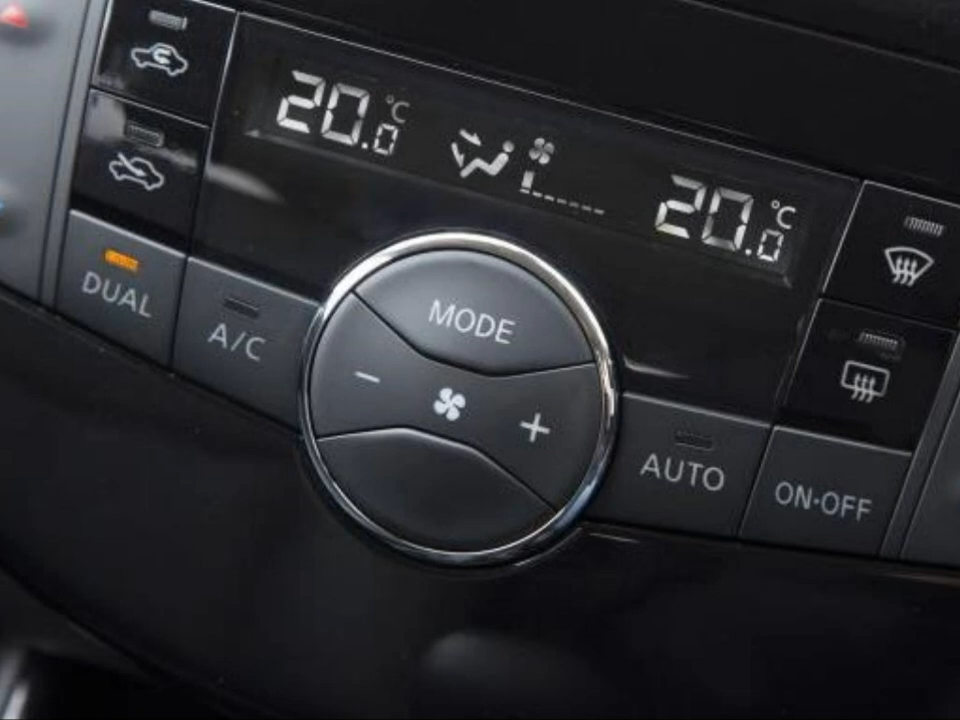 20.0°C
20.0°C
DUAL
A/C
MODE
− +
AUTO
ON·OFF